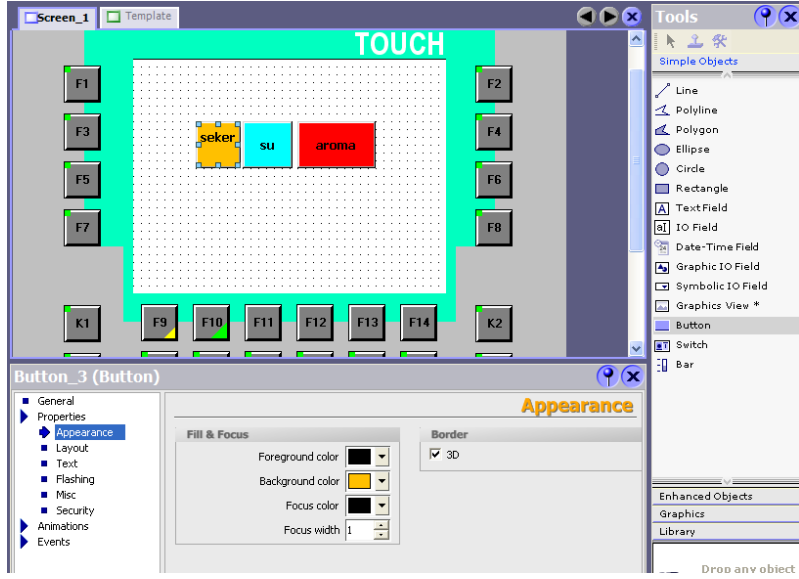 Screen_1
Template
TOUCH
F1
F2
seker
su
aroma
F3
F4
F5
F6
F7
F8
K1
F9
F10
F11
F12
F13
F14
K2
Button_3 (Button)
General
Properties
Appearance
Layout
Text
Flashing
Misc
Security
Animations
Events
Appearance
Fill & Focus
Foreground color
Background color
Focus color
Focus width 1
Border
3D
Tools
Simple Objects
Line
Polyline
Polygon
Ellipse
Circle
Rectangle
A TextField
aI IO Field
Date-Time Field
Graphic IO Field
Symbolic IO Field
Graphics View *
Button
Switch
Bar
Enhanced Objects
Graphics
Library
Drop any object